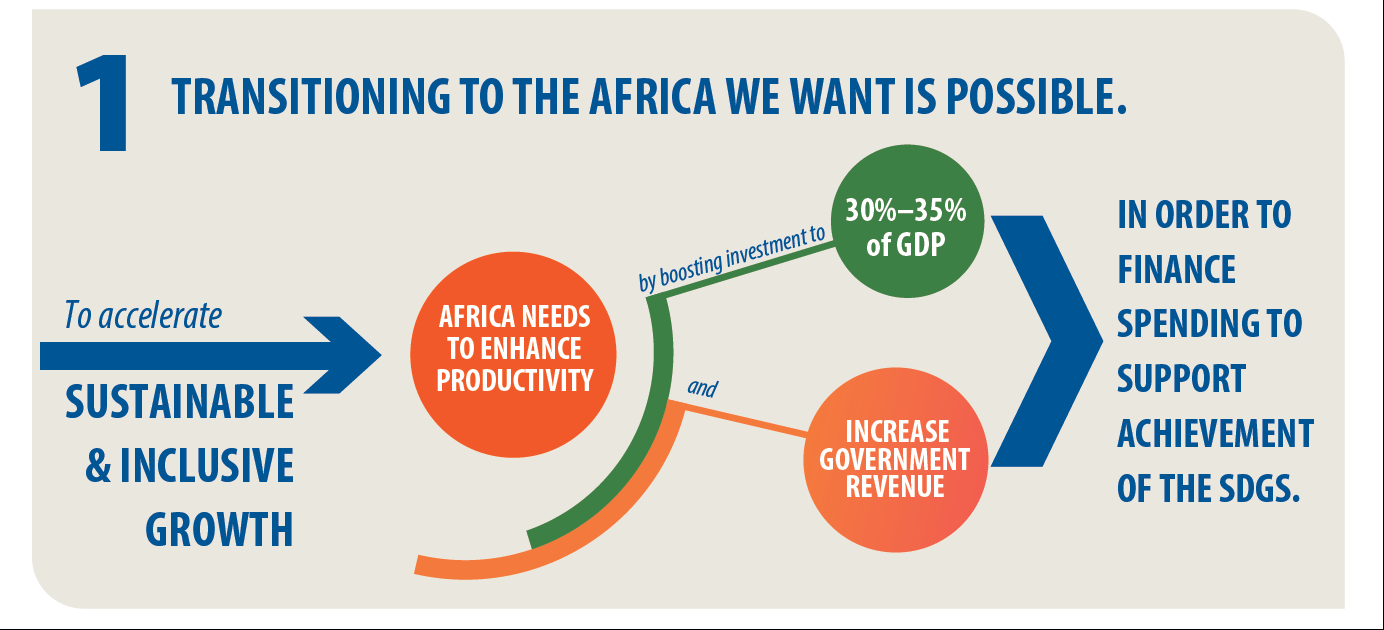 1
TRANSITIONING TO THE AFRICA WE WANT IS POSSIBLE.
To accelerate
SUSTAINABLE
& INCLUSIVE
GROWTH
AFRICA NEEDS
TO ENHANCE
PRODUCTIVITY
by boosting investment to
30%–35%
of GDP
and
INCREASE
GOVERNMENT
REVENUE
IN ORDER TO
FINANCE
SPENDING TO
SUPPORT
ACHIEVEMENT
OF THE SDGS.